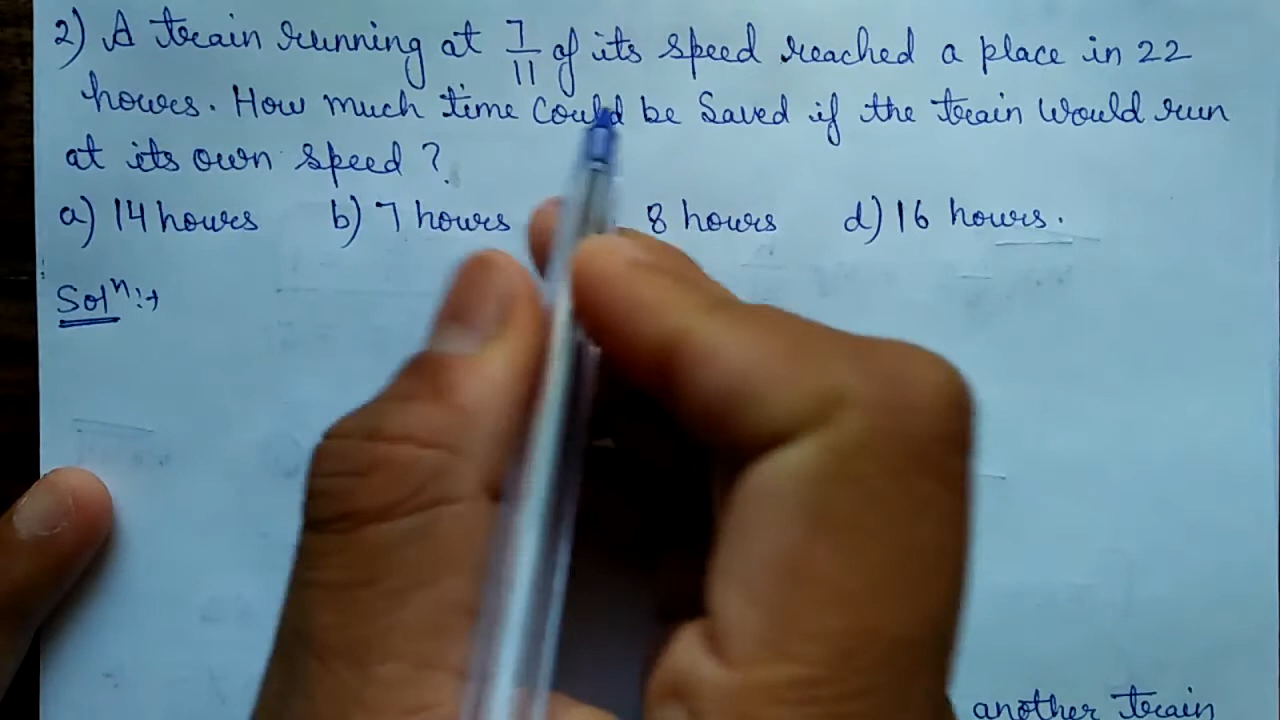 2) A train running at 7/11 of its speed reached a place in 22
hours. How much time could be saved if the train would run
at its own speed ?
a) 14 hours b) 7 hours 8 hours d) 16 hours.
Solⁿ:→
another train